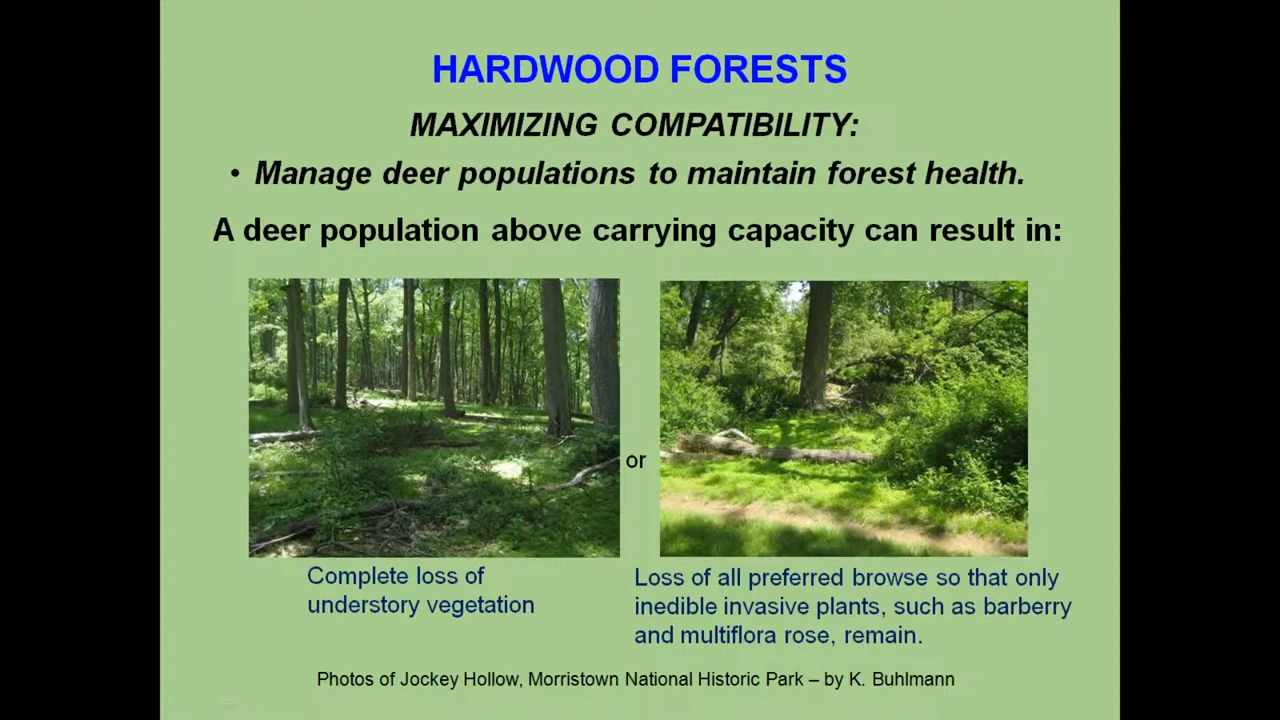 HARDWOOD FORESTS
MAXIMIZING COMPATIBILITY:
• Manage deer populations to maintain forest health.
A deer population above carrying capacity can result in:
or
Complete loss of
understory vegetation
Loss of all preferred browse so that only
inedible invasive plants, such as barberry
and multiflora rose, remain.
Photos of Jockey Hollow, Morristown National Historic Park – by K. Buhlmann